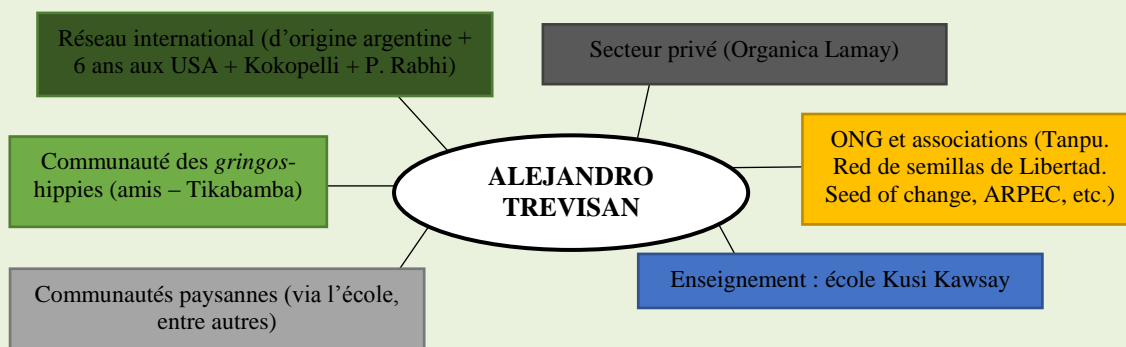 Réseau international (d'origine argentine +
6 ans aux USA + Kokopelli + P. Rabhi)
Secteur privé (Organica Lamay)
Communauté des gringos-
hippies (amis – Tikabamba)
ALEJANDRO
TREVISAN
ONG et associations (Tanpu.
Red de semillas de Libertad.
Seed of change, ARPEC, etc.)
Communautés paysannes (via l'école,
entre autres)
Enseignement : école Kusi Kawsay